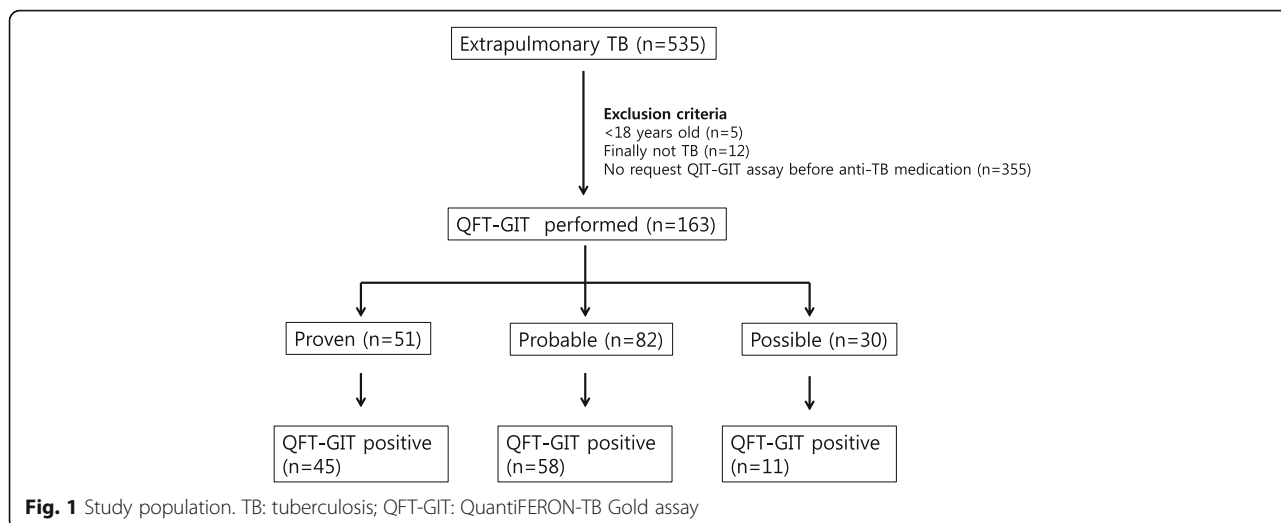 Extrapulmonary TB (n=535)
Exclusion criteria
<18 years old (n=5)
Finally not TB (n=12)
No request QIT-GIT assay before anti-TB medication (n=355)
QFT-GIT performed (n=163)
Proven (n=51)
Probable (n=82)
Possible (n=30)
QFT-GIT positive
(n=45)
QFT-GIT positive
(n=58)
QFT-GIT positive
(n=11)
Fig. 1 Study population. TB: tuberculosis; QFT-GIT: QuantiFERON-TB Gold assay